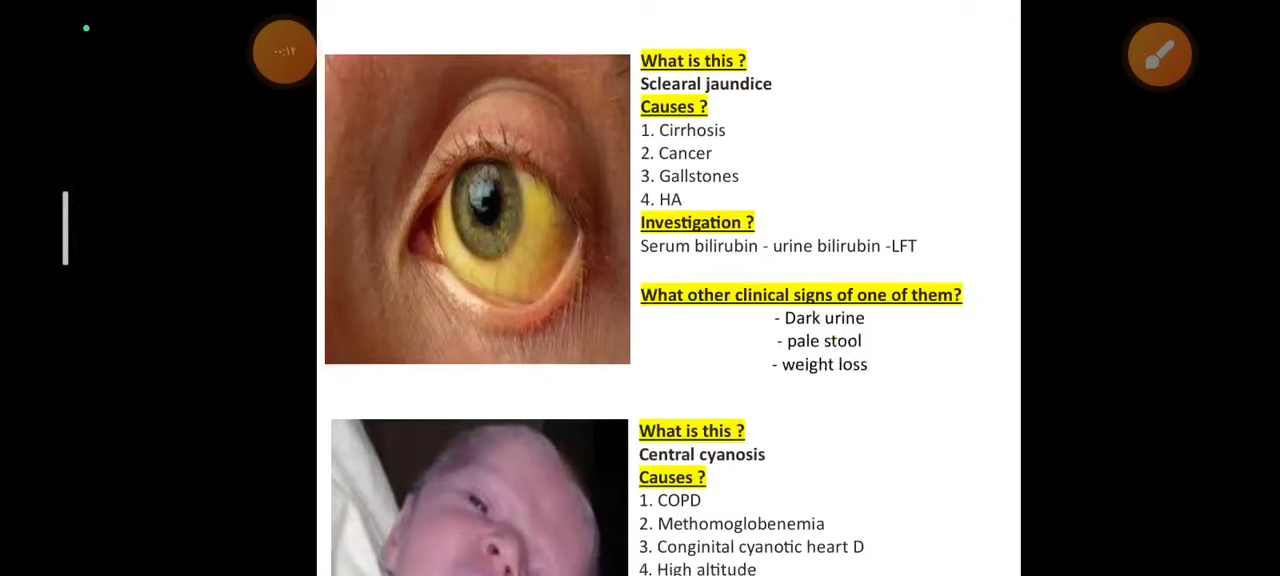 ٠٠:١٢
What is this ?
Sclearal jaundice
Causes ?
1. Cirrhosis
2. Cancer
3. Gallstones
4. HA
Investigation ?
Serum bilirubin - urine bilirubin -LFT
What other clinical signs of one of them?
- Dark urine
- pale stool
- weight loss
What is this ?
Central cyanosis
Causes ?
1. COPD
2. Methomoglobenemia
3. Conginital cyanotic heart D
4. High altitude